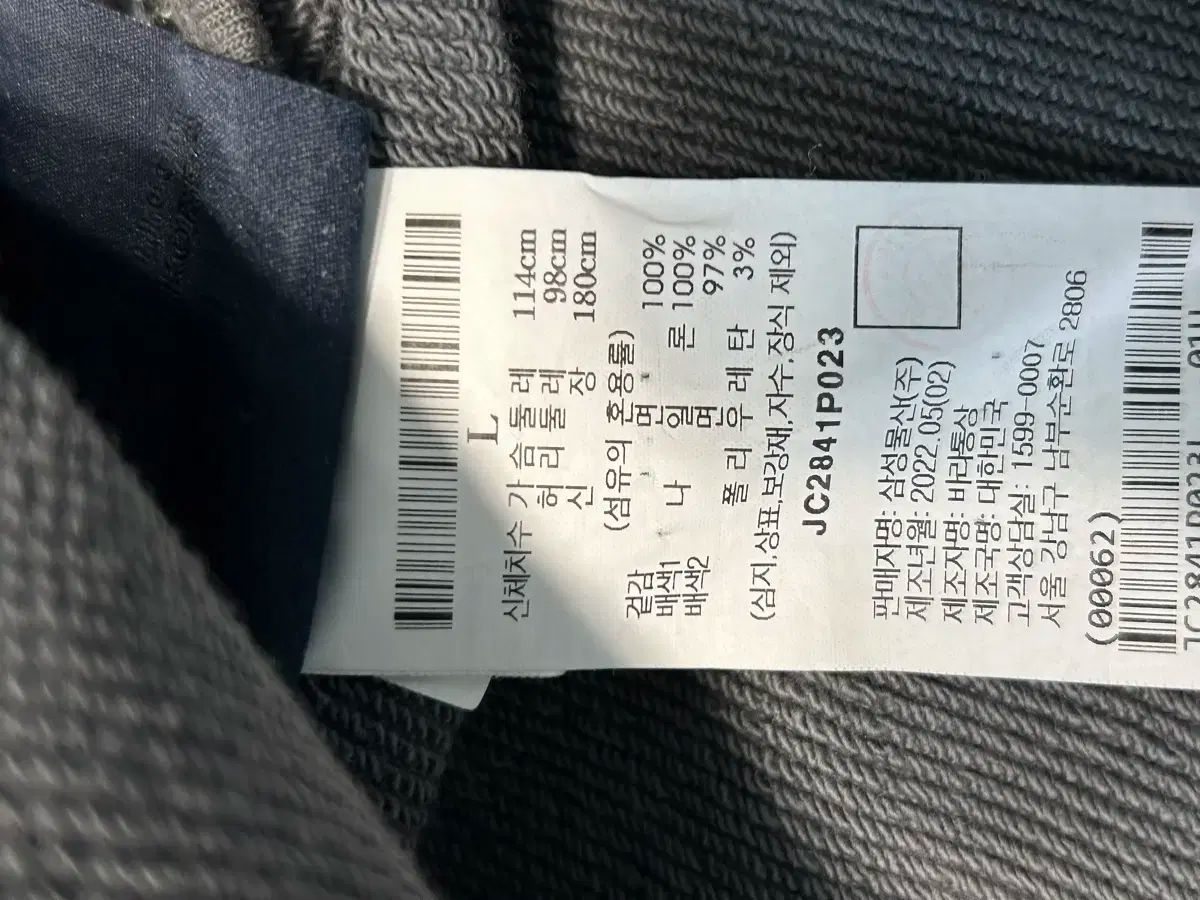 L
신체치수 가 슴 둘 레 114cm
허 리 둘 레 98cm
신 장 180cm
(섬유의 혼용률)
겉감 면 100%
배색1 나 일 론 100%
배색2 면 97%
폴 리 우 레 탄 3%
(심지,상표,보강재,자수,장식 제외)
JC2841P023
판매자명: 삼성물산(주)
제조년월: 2022.05(02)
제조자명: 바라통상
제조국명: 대한민국
고객상담실: 1599-0007
서울 강남구 남부순환로 2806
(00062)
JC2841P023